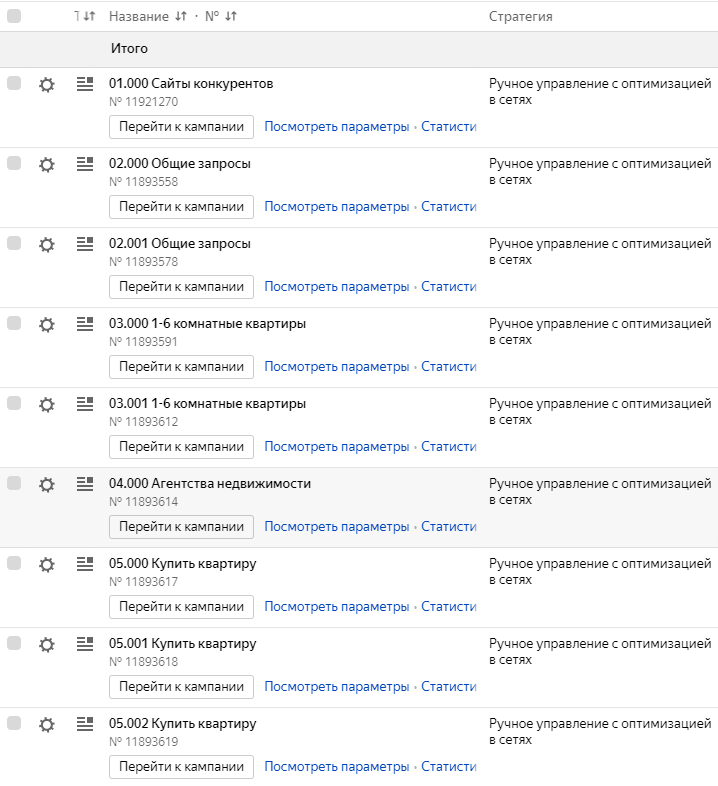 Т Название · №
Стратегия
Итого
01.000 Сайты конкурентов
№ 11921270
Перейти к кампании Посмотреть параметры · Статисти
Ручное управление с оптимизацией
в сетях
02.000 Общие запросы
№ 11893558
Перейти к кампании Посмотреть параметры · Статисти
Ручное управление с оптимизацией
в сетях
02.001 Общие запросы
№ 11893578
Перейти к кампании Посмотреть параметры · Статисти
Ручное управление с оптимизацией
в сетях
03.000 1-6 комнатные квартиры
№ 11893591
Перейти к кампании Посмотреть параметры · Статисти
Ручное управление с оптимизацией
в сетях
03.001 1-6 комнатные квартиры
№ 11893612
Перейти к кампании Посмотреть параметры · Статисти
Ручное управление с оптимизацией
в сетях
04.000 Агентства недвижимости
№ 11893614
Перейти к кампании Посмотреть параметры · Статисти
Ручное управление с оптимизацией
в сетях
05.000 Купить квартиру
№ 11893617
Перейти к кампании Посмотреть параметры · Статисти
Ручное управление с оптимизацией
в сетях
05.001 Купить квартиру
№ 11893618
Перейти к кампании Посмотреть параметры · Статисти
Ручное управление с оптимизацией
в сетях
05.002 Купить квартиру
№ 11893619
Перейти к кампании Посмотреть параметры · Статисти
Ручное управление с оптимизацией
в сетях